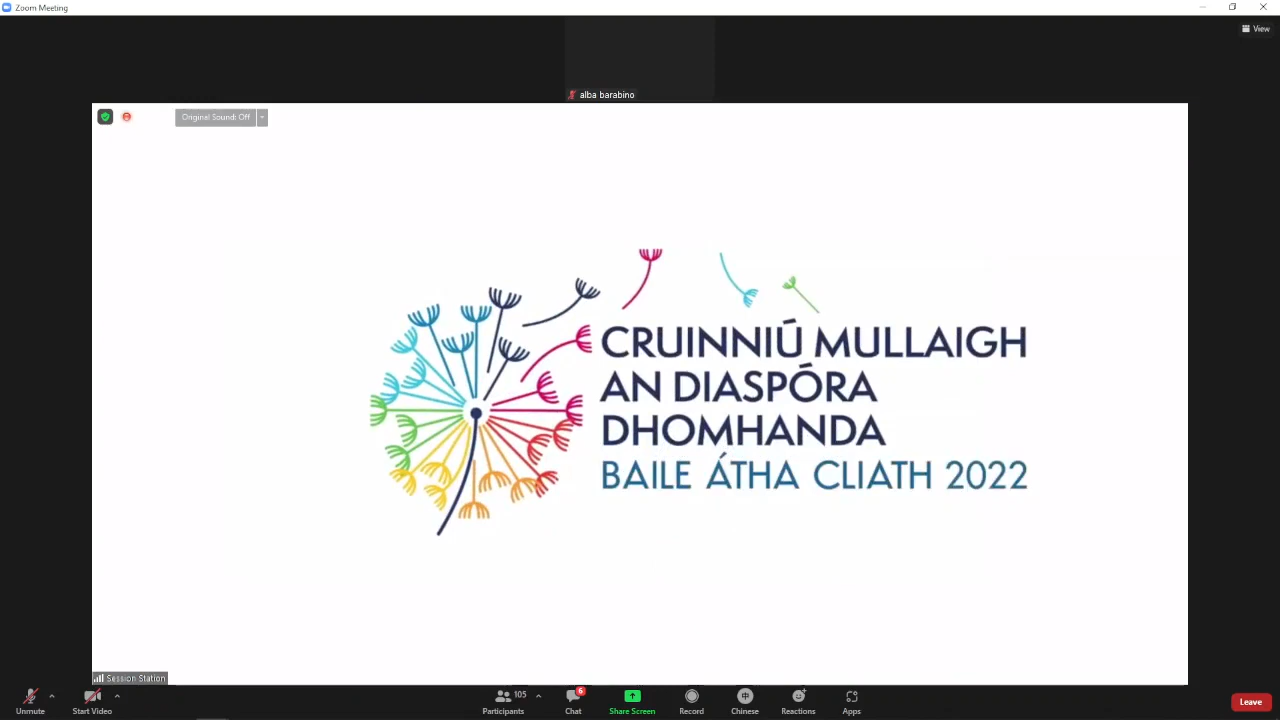 Zoom Meeting
View
alba barabino
Original Sound: Off
CRUINNIÚ MULLAIGH
AN DIASPÓRA
DHOMHANDA
BAILE ÁTHA CLIATH 2022
Session Station
Unmute
Start Video
105
Participants
6
Chat
Share Screen
Record
中
Chinese
Reactions
Apps
Leave